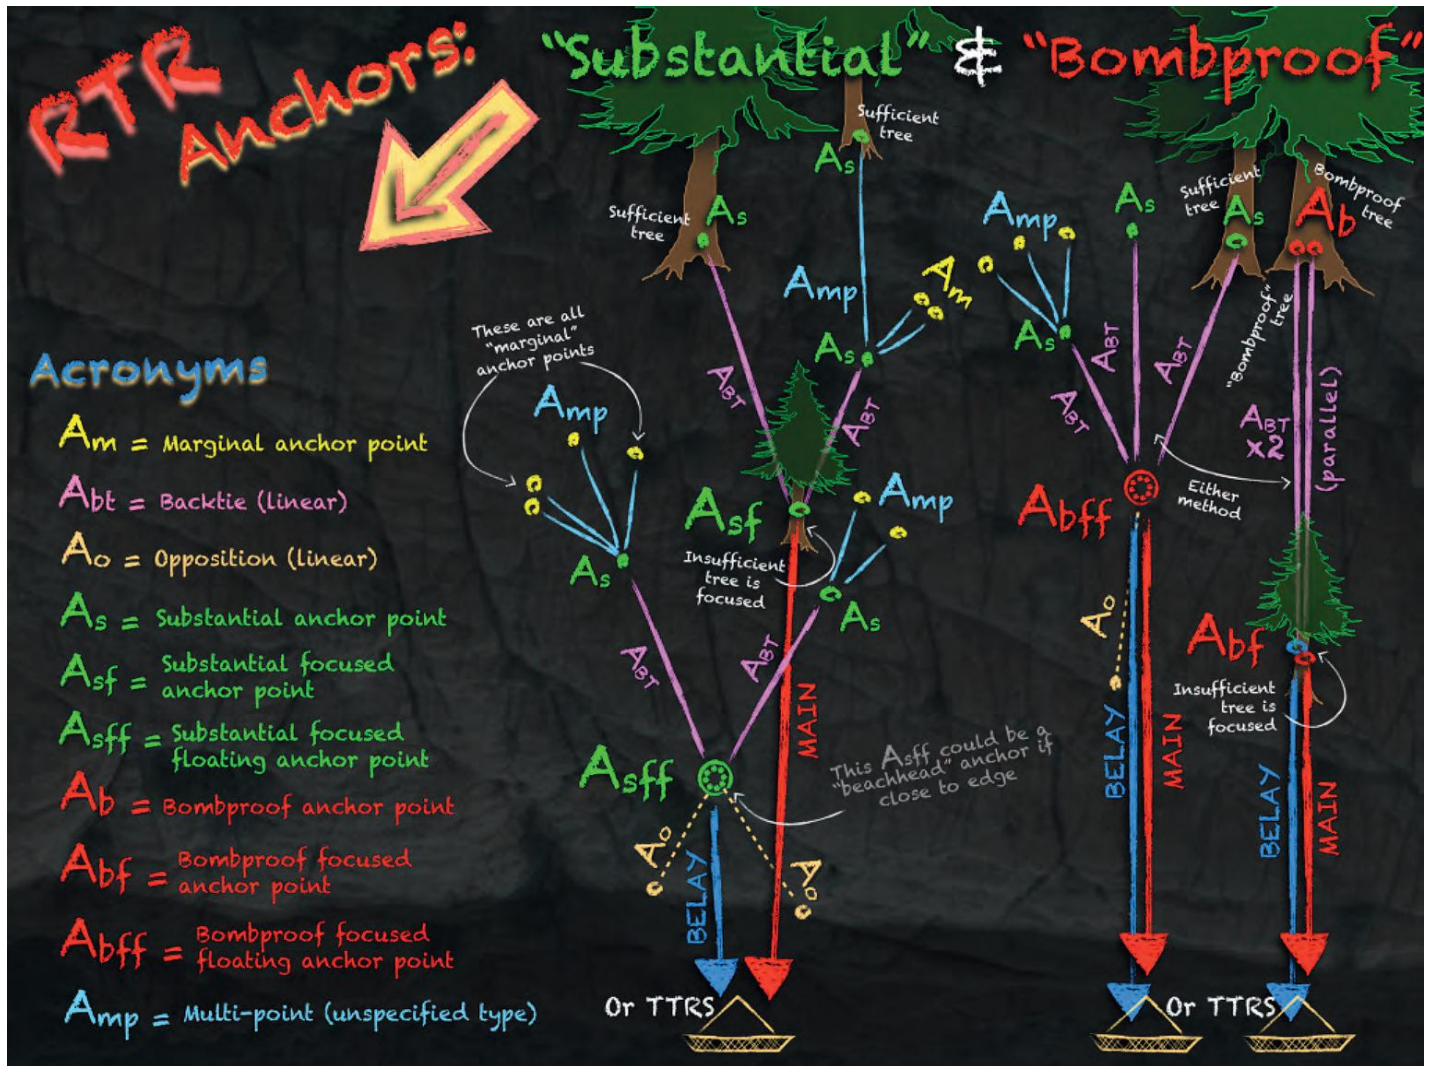 RTR
Anchors:
"Substantial" & "Bombproof"
Acronyms
Am = Marginal anchor point
Abt = Backtie (linear)
Ao = Opposition (linear)
As = Substantial anchor point
Asf = Substantial focused
anchor point
Asff = Substantial focused
floating anchor point
Ab = Bombproof anchor point
Abf = Bombproof focused
anchor point
Abff = Bombproof focused
floating anchor point
Amp = Multi-point (unspecified type)
Sufficient
tree
As
Sufficient
tree
As
Amp
Am
As
ABT
ABT
These are all
"marginal"
anchor points
Amp
As
Asf
Insufficient
tree is
focused
Amp
As
ABT
ABT
MAIN
Asff
This Asff could be a
"beachhead" anchor if
close to edge
Ao
Ao
BELAY
Or TTRS
Amp
As
As
Sufficient
tree
As
Bombproof
tree
Ab
ABT
ABT
ABT
"Bombproof"
tree
ABT
x2
(parallel)
Either
method
Abff
Ao
BELAY
MAIN
Abf
Insufficient
tree is
focused
BELAY
MAIN
Or TTRS